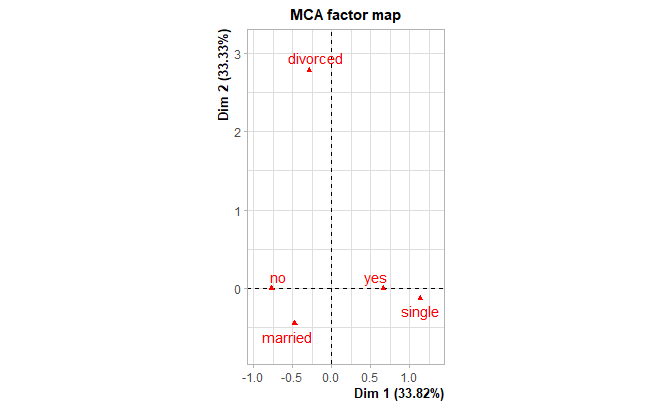 MCA factor map
Dim 2 (33.33%)
3
2
1
0
divorced
no
yes
single
married
-1.0 -0.5 0.0 0.5 1.0
Dim 1 (33.82%)